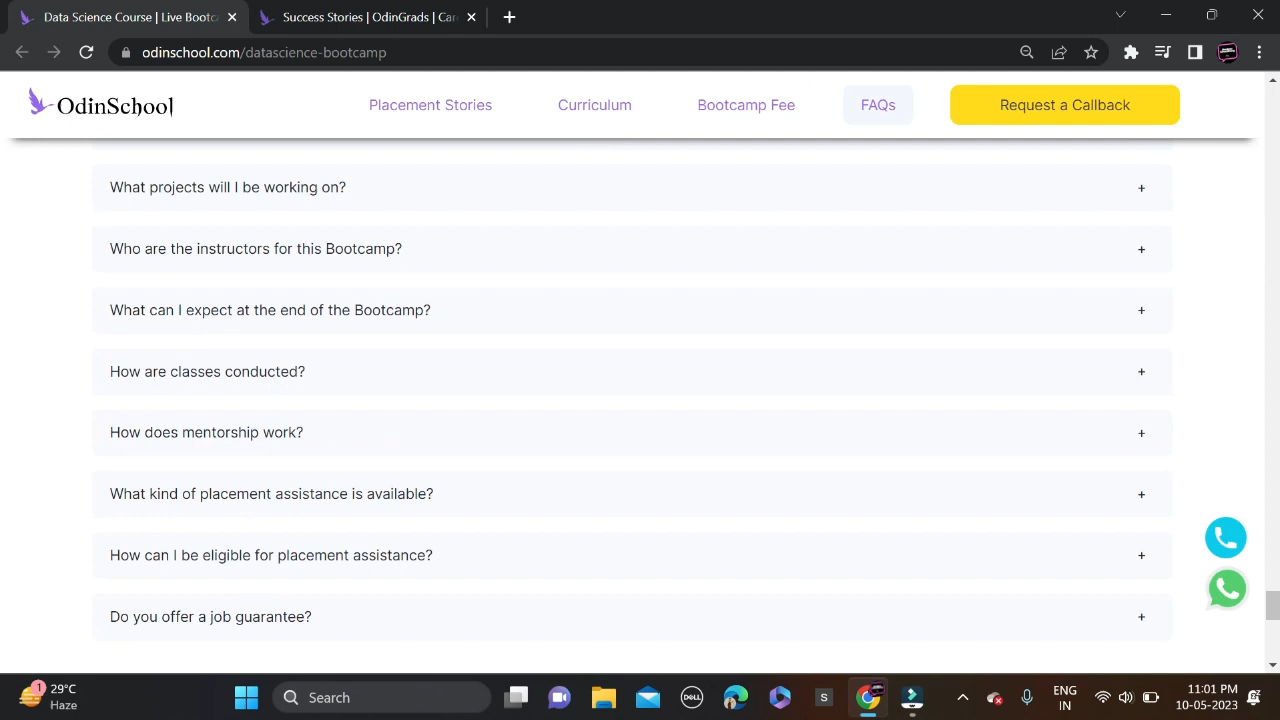 Data Science Course | Live Bootca
Success Stories | OdinGrads | Car
odinschool.com/datascience-bootcamp
OdinSchool
Placement Stories
Curriculum
Bootcamp Fee
FAQs
Request a Callback
What projects will I be working on?
+
Who are the instructors for this Bootcamp?
+
What can I expect at the end of the Bootcamp?
+
How are classes conducted?
+
How does mentorship work?
+
What kind of placement assistance is available?
+
How can I be eligible for placement assistance?
+
Do you offer a job guarantee?
+
1
29°C
Haze
Search
DELL
S
ENG
IN
11:01 PM
10-05-2023